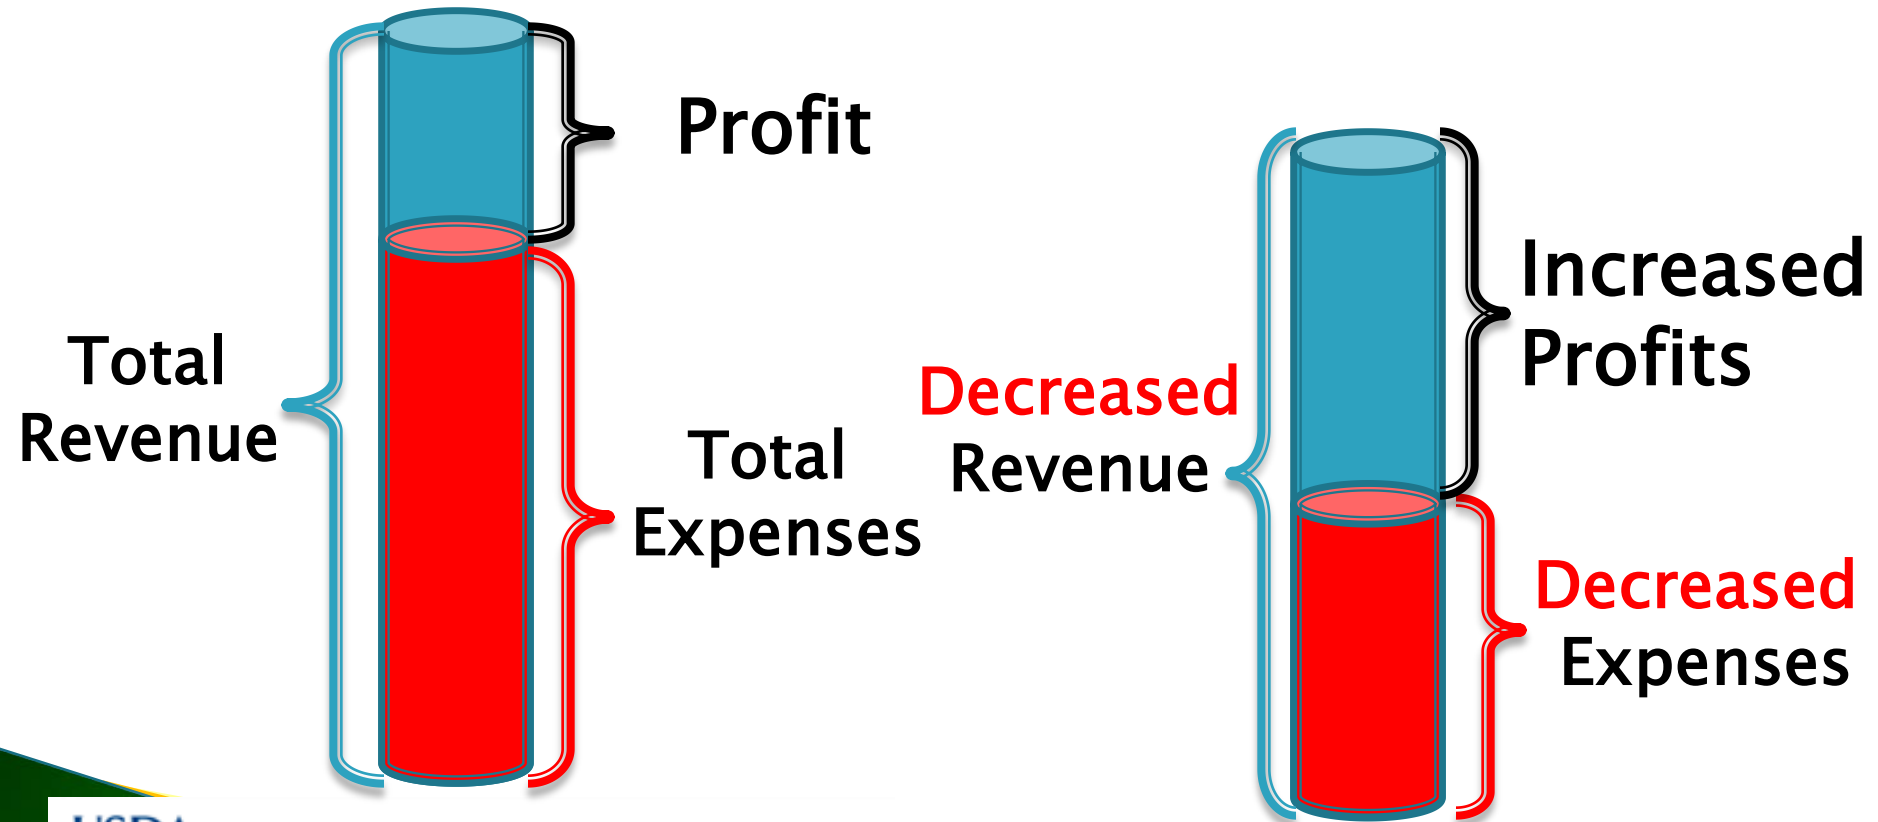 Profit
Total
Revenue
Total
Expenses
Increased
Profits
Decreased
Revenue
Decreased
Expenses